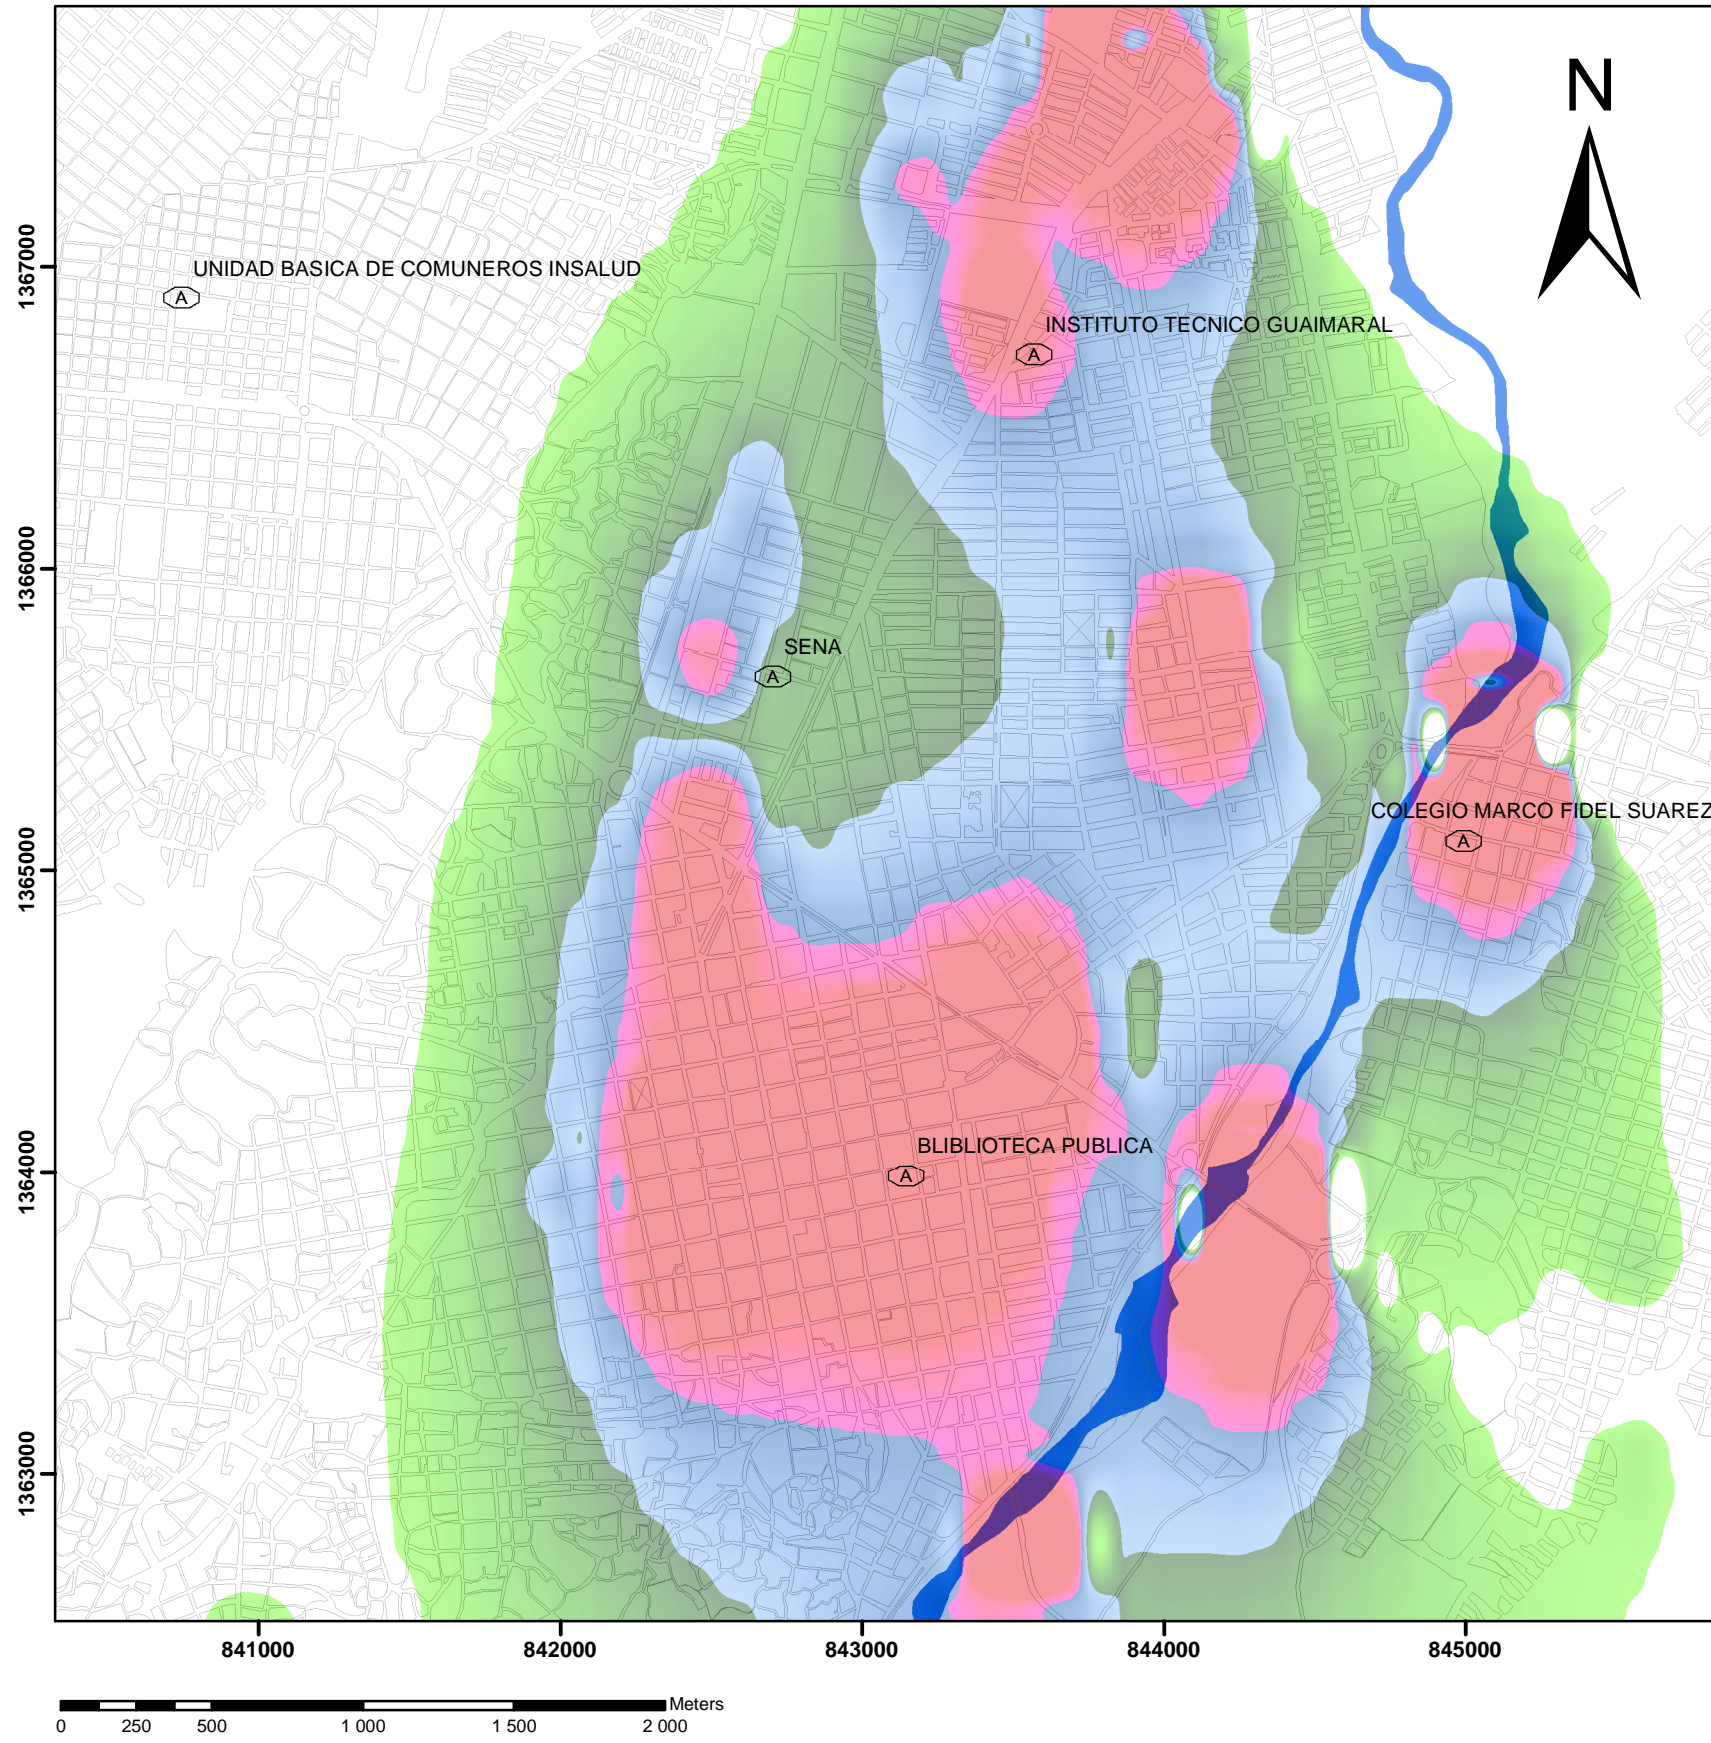 N
1367000
UNIDAD BASICA DE COMUNEROS INSALUD
A
INSTITUTO TECNICO GUAIMARAL
A
1366000
SENA
A
COLEGIO MARCO FIDEL SUAREZ
A
1365000
BLIBLIOTECA PUBLICA
A
1364000
1363000
841000 842000 843000 844000 845000
Meters
0 250 500 1 000 1 500 2 000